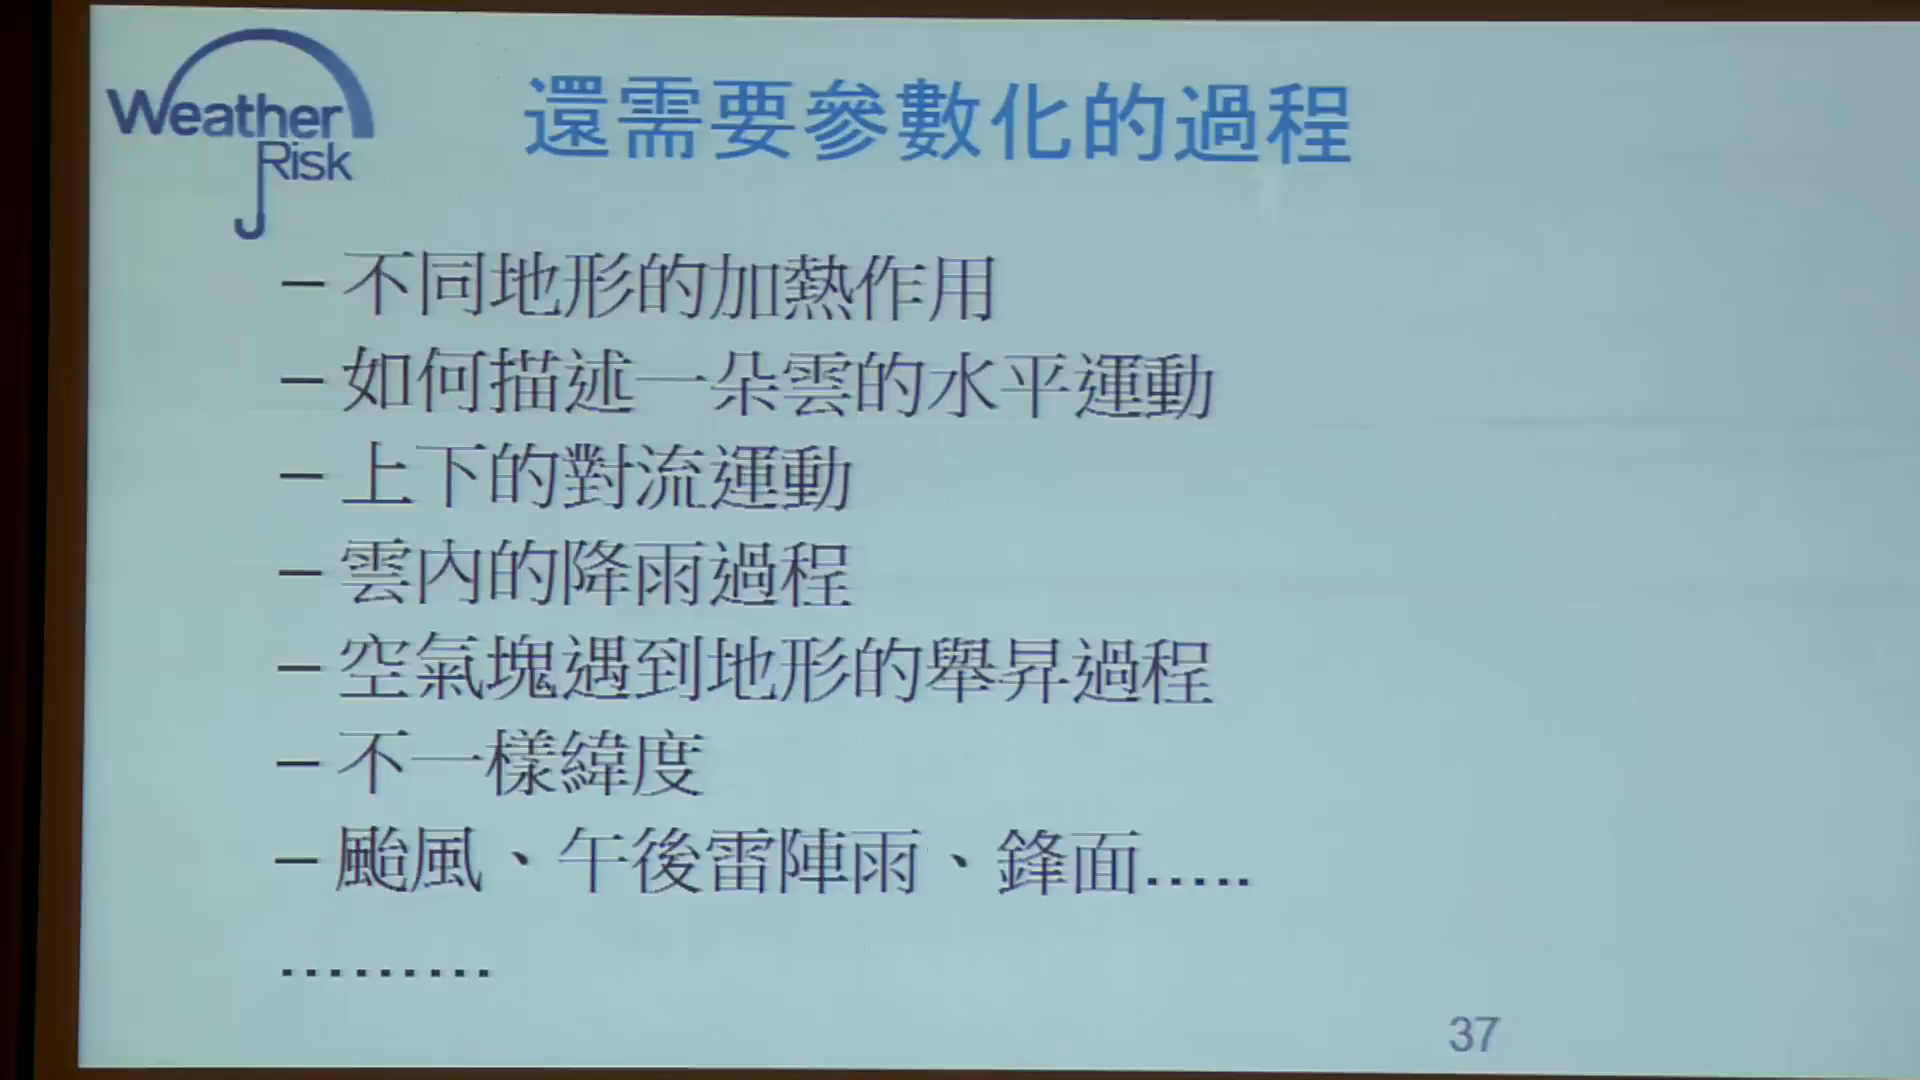 Weather
Risk
還需要參數化的過程
– 不同地形的加熱作用
– 如何描述一朵雲的水平運動
– 上下的對流運動
– 雲內的降雨過程
– 空氣塊遇到地形的舉昇過程
– 不一樣緯度
– 颱風、午後雷陣雨、鋒面.....
.........
37